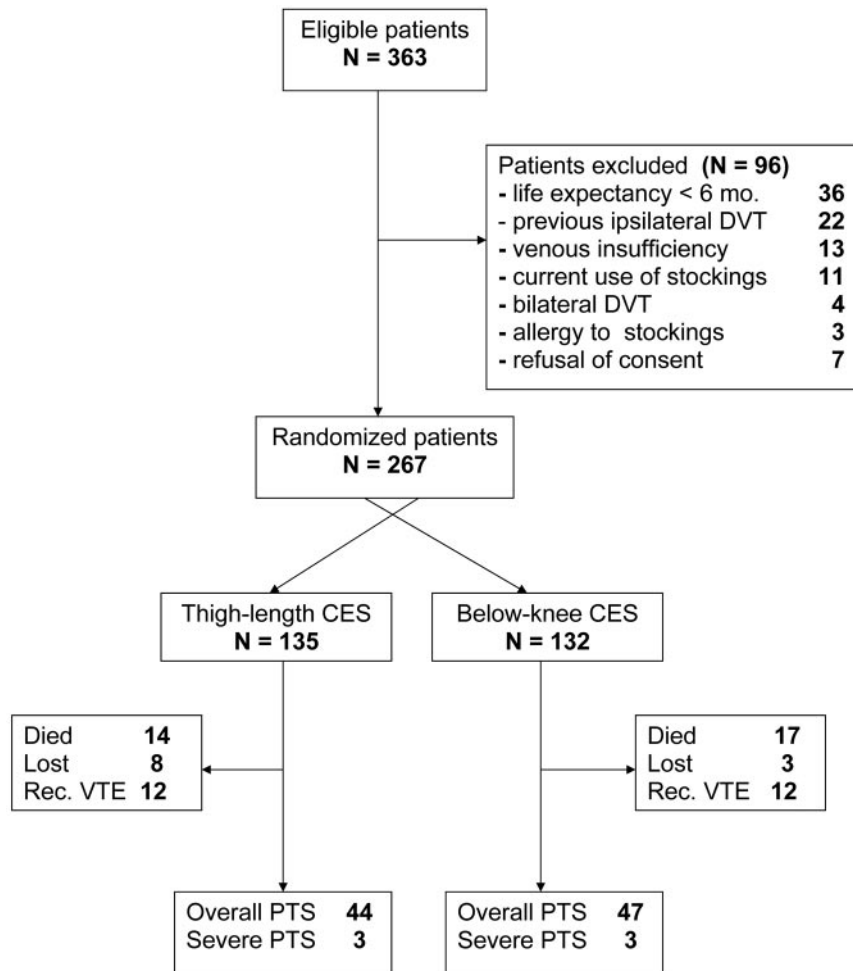 Eligible patients
N = 363
Patients excluded (N = 96)
- life expectancy < 6 mo. 36
- previous ipsilateral DVT 22
- venous insufficiency 13
- current use of stockings 11
- bilateral DVT 4
- allergy to stockings 3
- refusal of consent 7
Randomized patients
N = 267
Thigh-length CES
N = 135
Below-knee CES
N = 132
Died 14
Lost 8
Rec. VTE 12
Died 17
Lost 3
Rec. VTE 12
Overall PTS 44
Severe PTS 3
Overall PTS 47
Severe PTS 3